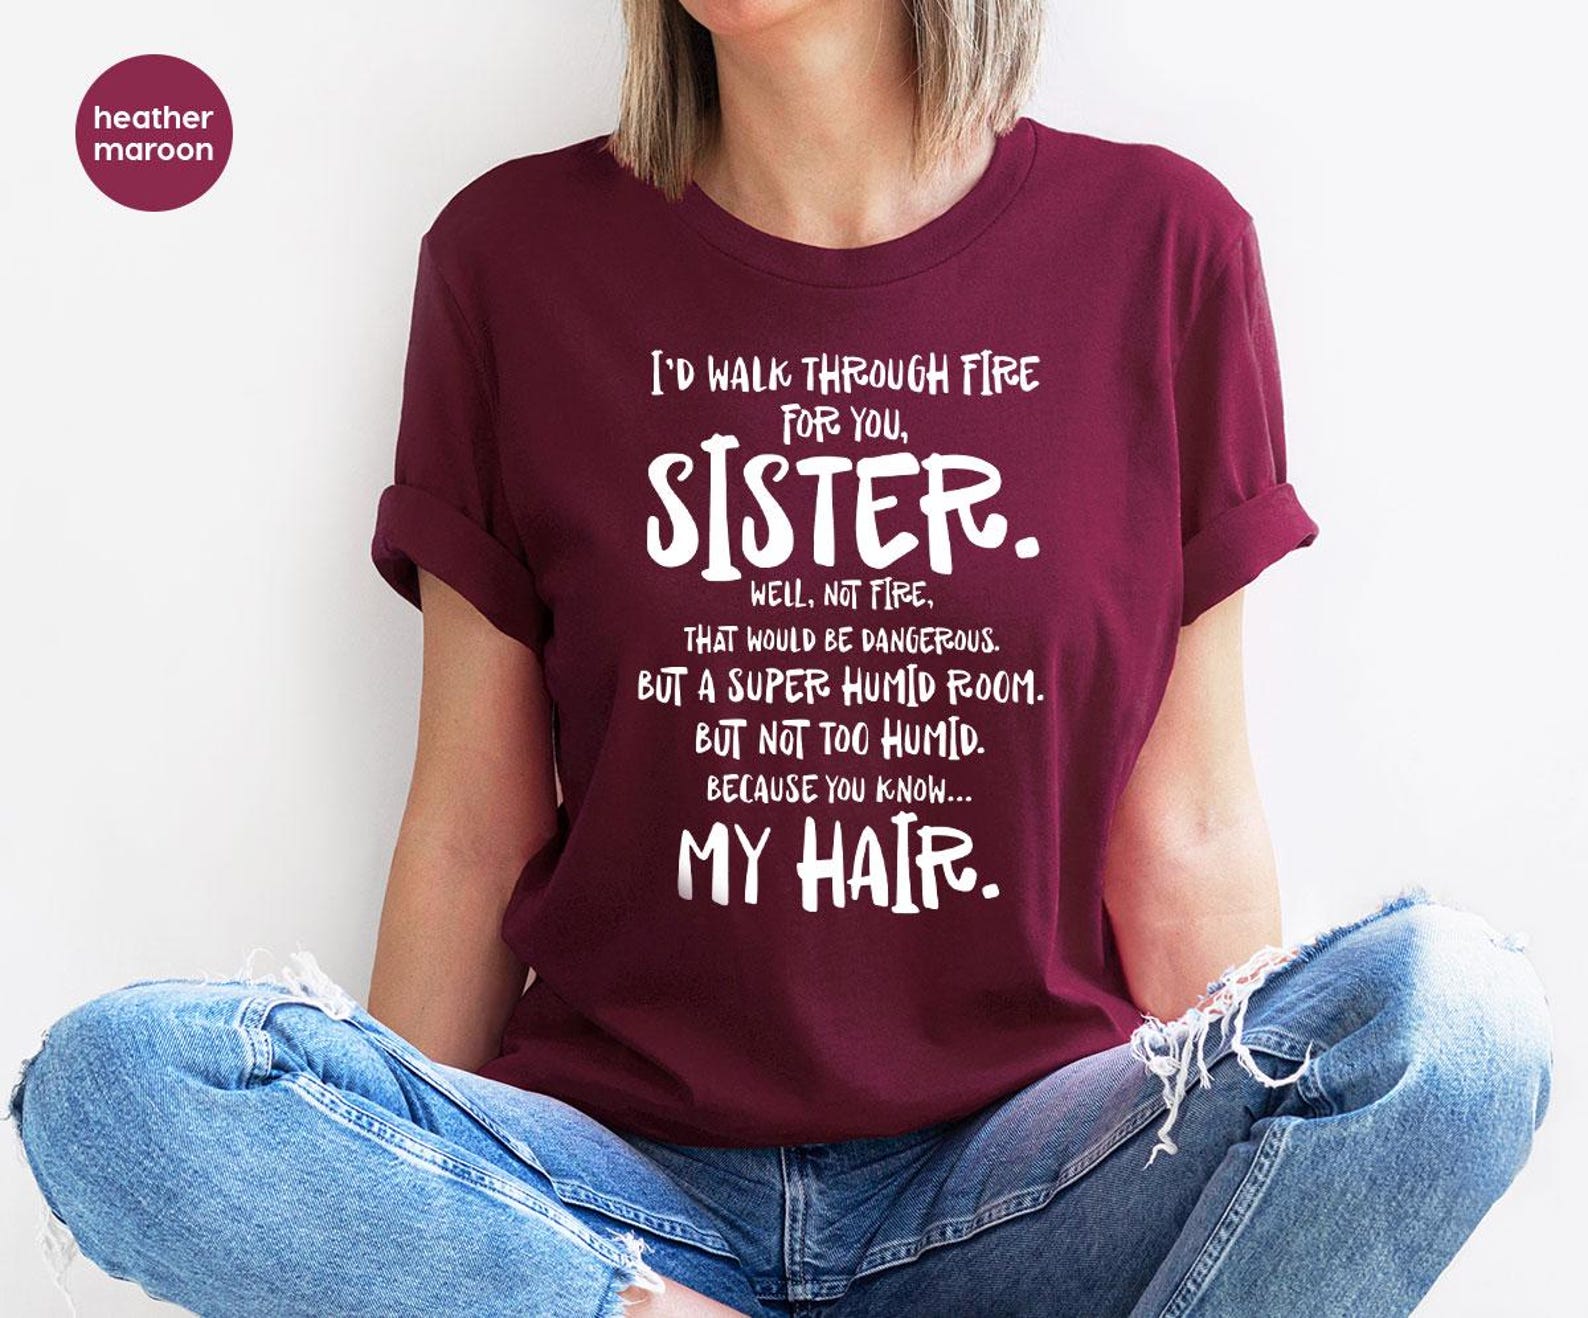 heather
maroon
I'D WALK THROUGH FIRE
FOR YOU,
SISTER.
WELL, NOT FIRE,
THAT WOULD BE DANGEROUS.
BUT A SUPER HUMID ROOM.
BUT NOT TOO HUMID.
BECAUSE YOU KNOW...
MY HAIR.